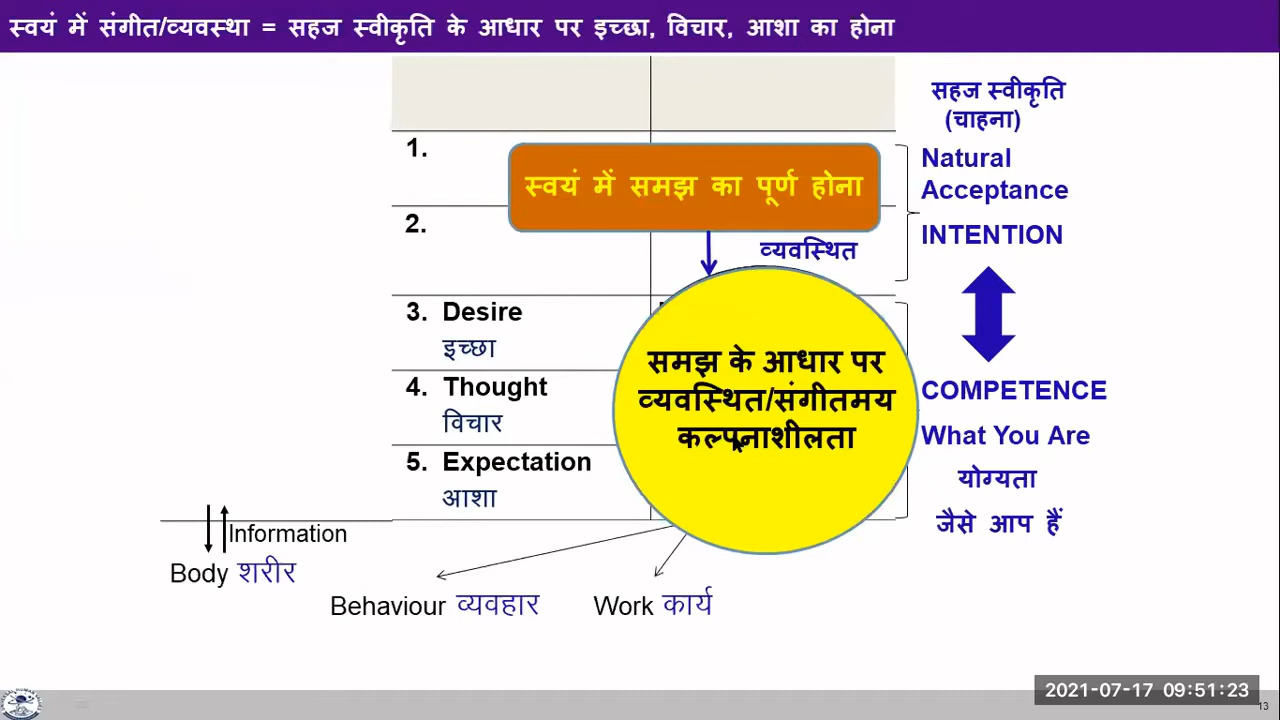 स्वयं में संगीत/व्यवस्था = सहज स्वीकृति के आधार पर इच्छा, विचार, आशा का होना
सहज स्वीकृति
(चाहना)
1.
Natural
Acceptance
स्वयं में समझ का पूर्ण होना
2.
INTENTION
व्यवस्थित
3. Desire
इच्छा
समझ के आधार पर
व्यवस्थित/संगीतमय
कल्पनाशीलता
4. Thought
विचार
COMPETENCE
What You Are
5. Expectation
आशा
योग्यता
जैसे आप हैं
Information
Body शरीर
Behaviour व्यवहार
Work कार्य
2021-07-17 09:51:23
13